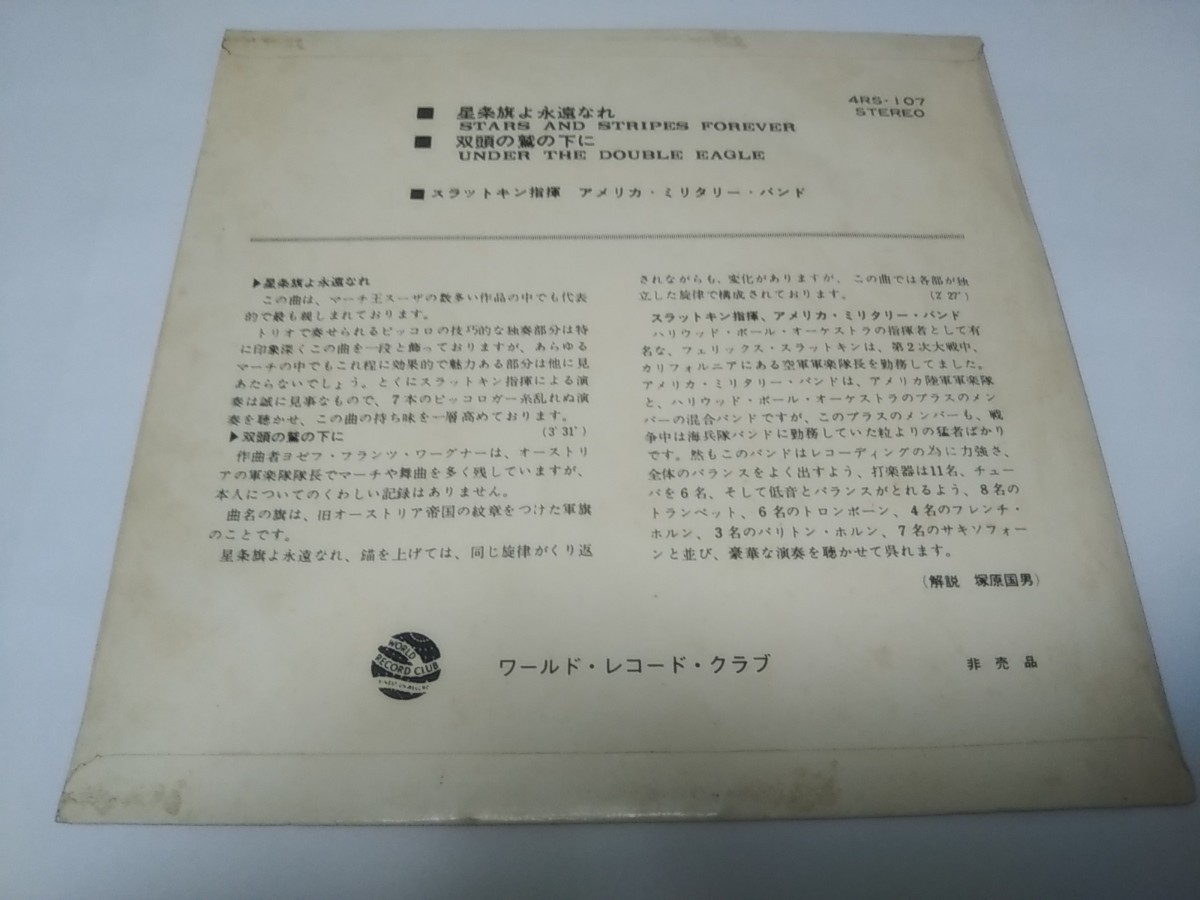 4RS-107
STEREO
■ 星条旗よ永遠なれ
STARS AND STRIPES FOREVER
■ 双頭の鷲の下に
UNDER THE DOUBLE EAGLE
■ スラットキン指揮 アメリカ・ミリタリー・バンド
▶星条旗よ永遠なれ
この曲は、マーチ王スーザの数多い作品の中でも代表
的で最も親しまれております。
トリオで奏せられるピッコロの技巧的な独奏部分は特
に印象深くこの曲を一段と飾っておりますが、あらゆる
マーチの中でもこれ程に効果的で魅力ある部分は他に見
あたらないでしょう。とくにスラットキン指揮による演
奏は誠に見事なもので、7本のピッコロが一糸乱れぬ演
奏を聴かせ、この曲の持ち味を一層高めております。
(3′31″)
▶双頭の鷲の下に
作曲者ヨゼフ・フランツ・ワーグナーは、オーストリ
アの軍楽隊隊長でマーチや舞曲を多く残していますが、
本人についてのくわしい記録はありません。
曲名の旗は、旧オーストリア帝国の紋章をつけた軍旗
のことです。
星条旗よ永遠なれ、錨を上げては、同じ旋律がくり返
されながらも、変化がありますが、この曲では各部が独
立した旋律で構成されております。 (2′27″)
スラットキン指揮、アメリカ・ミリタリー・バンド
ハリウッド・ボール・オーケストラの指揮者として有
名な、フェリックス・スラットキンは、第2次大戦中、
カリフォルニアにある空軍軍楽隊長を勤務してました。
アメリカ・ミリタリー・バンドは、アメリカ陸軍軍楽隊
と、ハリウッド・ボール・オーケストラのブラスのメン
バーの混合バンドですが、このブラスのメンバーも、戦
争中は海兵隊バンドに勤務していた粒よりの猛者ばかり
です。然もこのバンドはレコーディングの為に力強さ、
全体のバランスをよく出すよう、打楽器は11名、チュー
バを6名、そして低音とバランスがとれるよう、8名の
トランペット、6名のトロンボーン、4名のフレンチ・
ホルン、3名のバリトン・ホルン、7名のサキソフォー
ンと並び、豪華な演奏を聴かせて呉れます。
(解説 塚原国男)
WORLD
RECORD CLUB
ワールド・レコード・クラブ
非売品